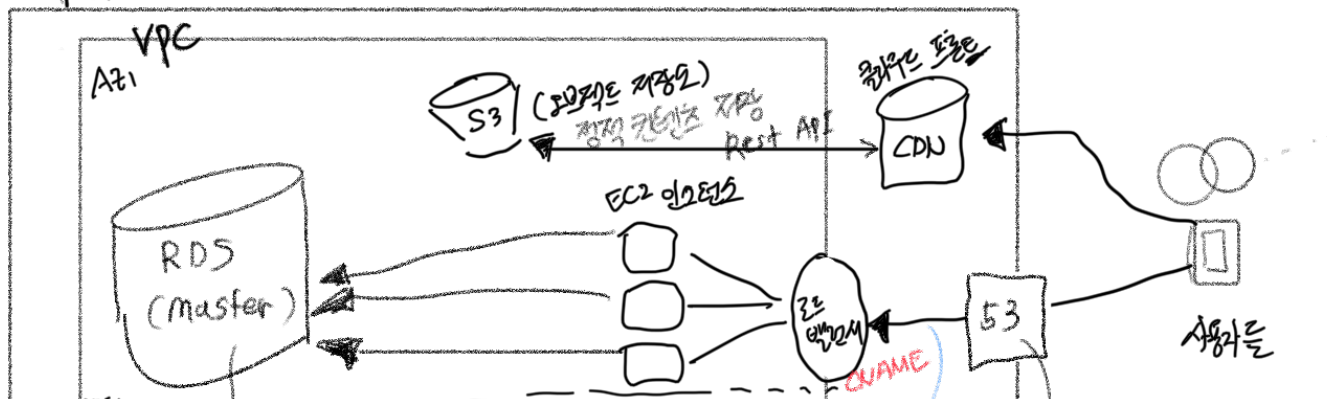 VPC
AZ1
클라우드 프론트
S3
(오브젝트 저장소)
정적 컨텐츠 저장
Rest API
CDN
EC2 인스턴스
RDS
(Master)
로드
밸런서
53
CNAME
사용자들